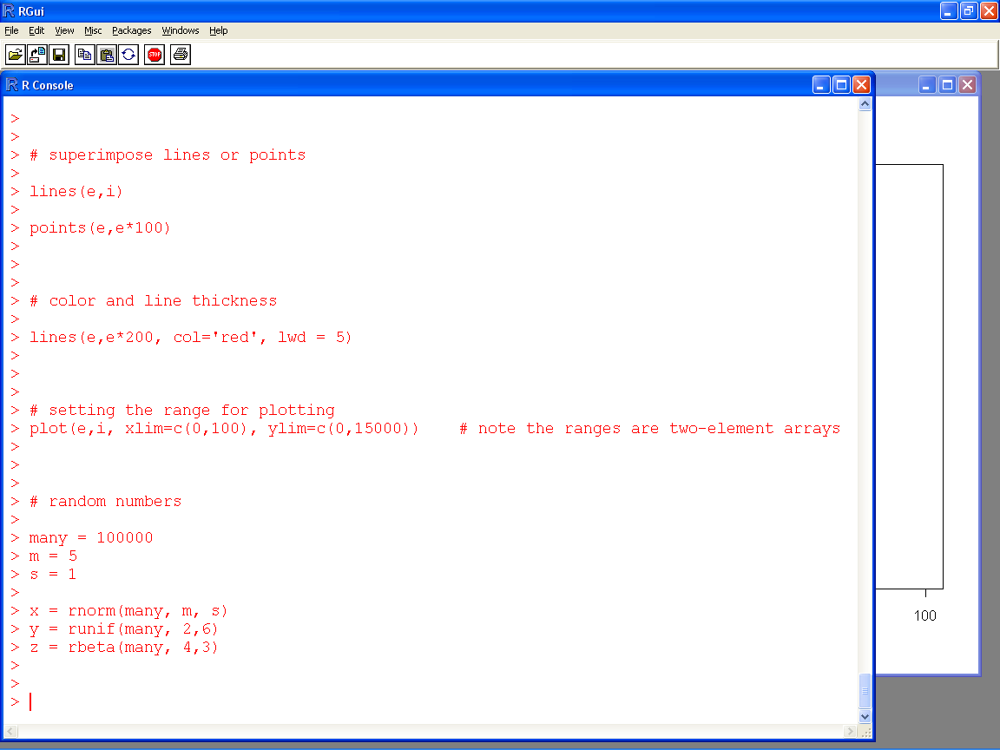 RGui
File Edit View Misc Packages Windows Help
STOP
R Console
>
>
> # superimpose lines or points
>
> lines(e,i)
>
> points(e,e*100)
>
>
>
> # color and line thickness
>
> lines(e,e*200, col='red', lwd = 5)
>
>
>
> # setting the range for plotting
> plot(e,i, xlim=c(0,100), ylim=c(0,15000))    # note the ranges are two-element arrays
>
>
>
> # random numbers
>
> many = 100000
> m = 5
> s = 1
>
> x = rnorm(many, m, s)
> y = runif(many, 2,6)
> z = rbeta(many, 4,3)
>
>
>
100